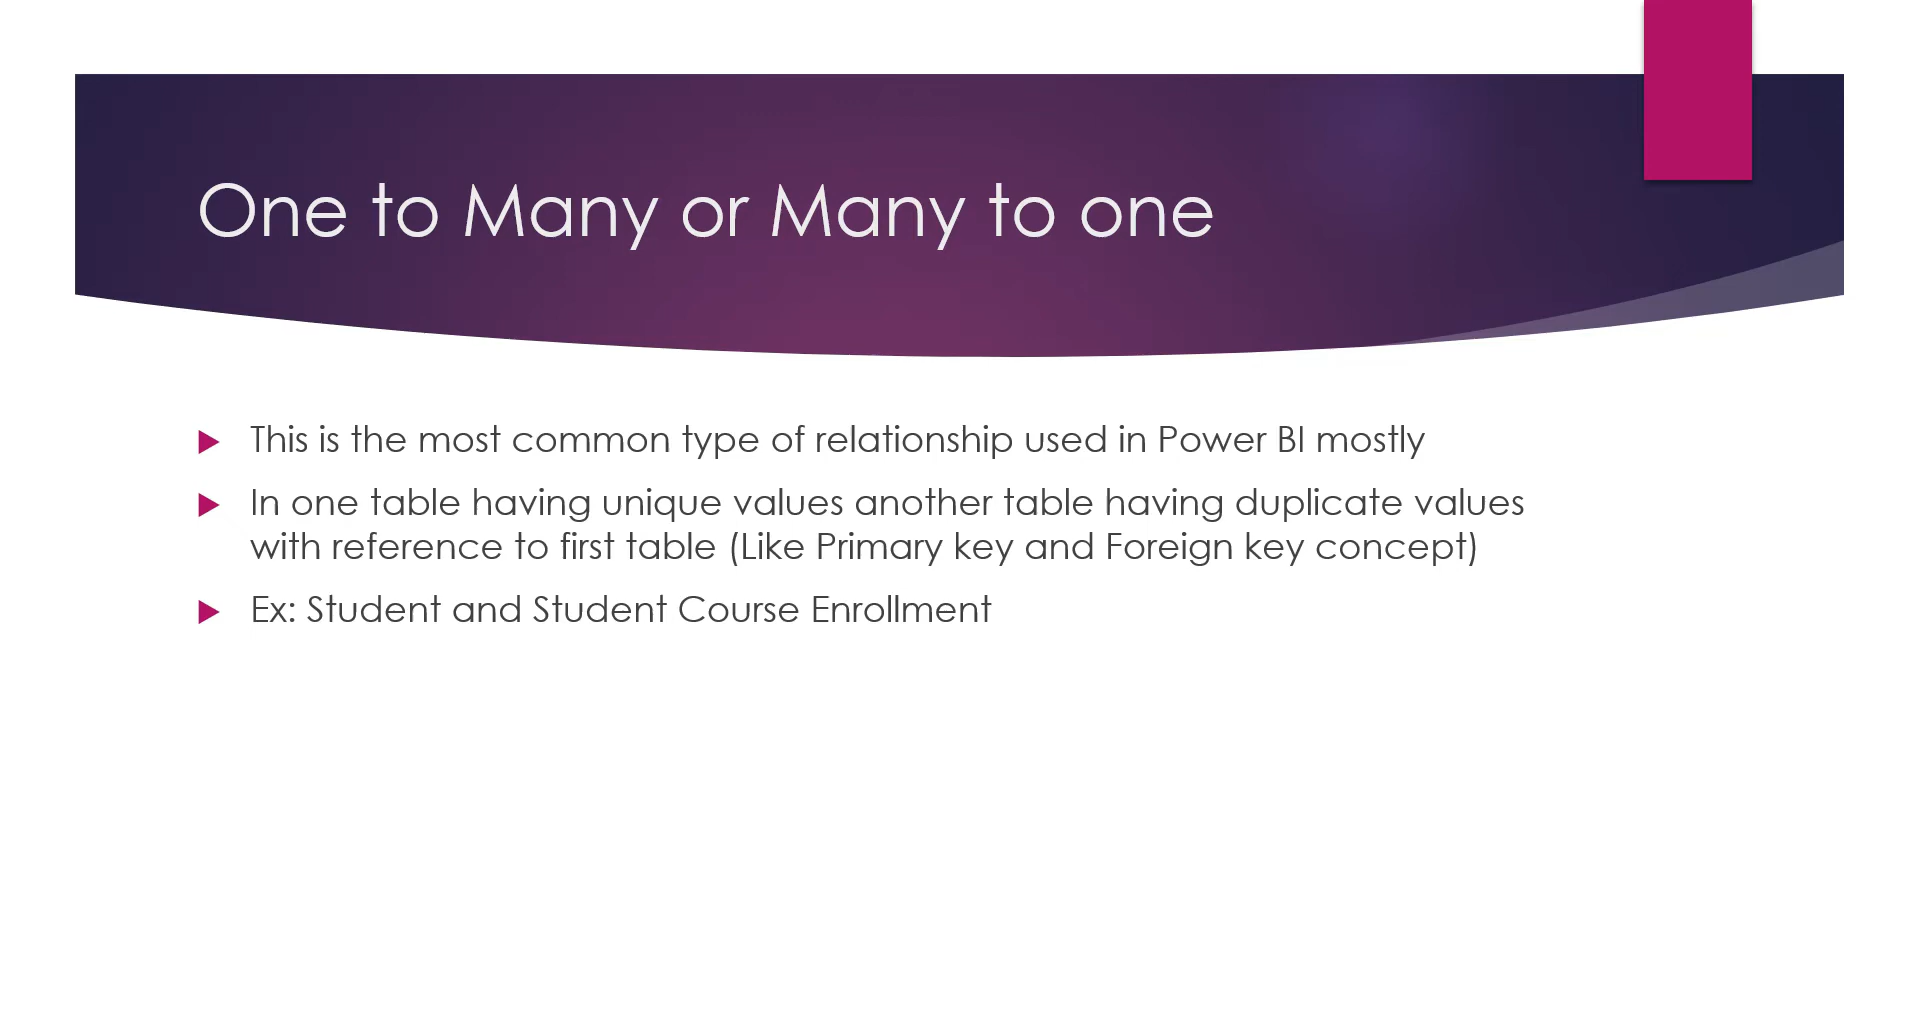 One to Many or Many to one
This is the most common type of relationship used in Power BI mostly
In one table having unique values another table having duplicate values
with reference to first table (Like Primary key and Foreign key concept)
Ex: Student and Student Course Enrollment